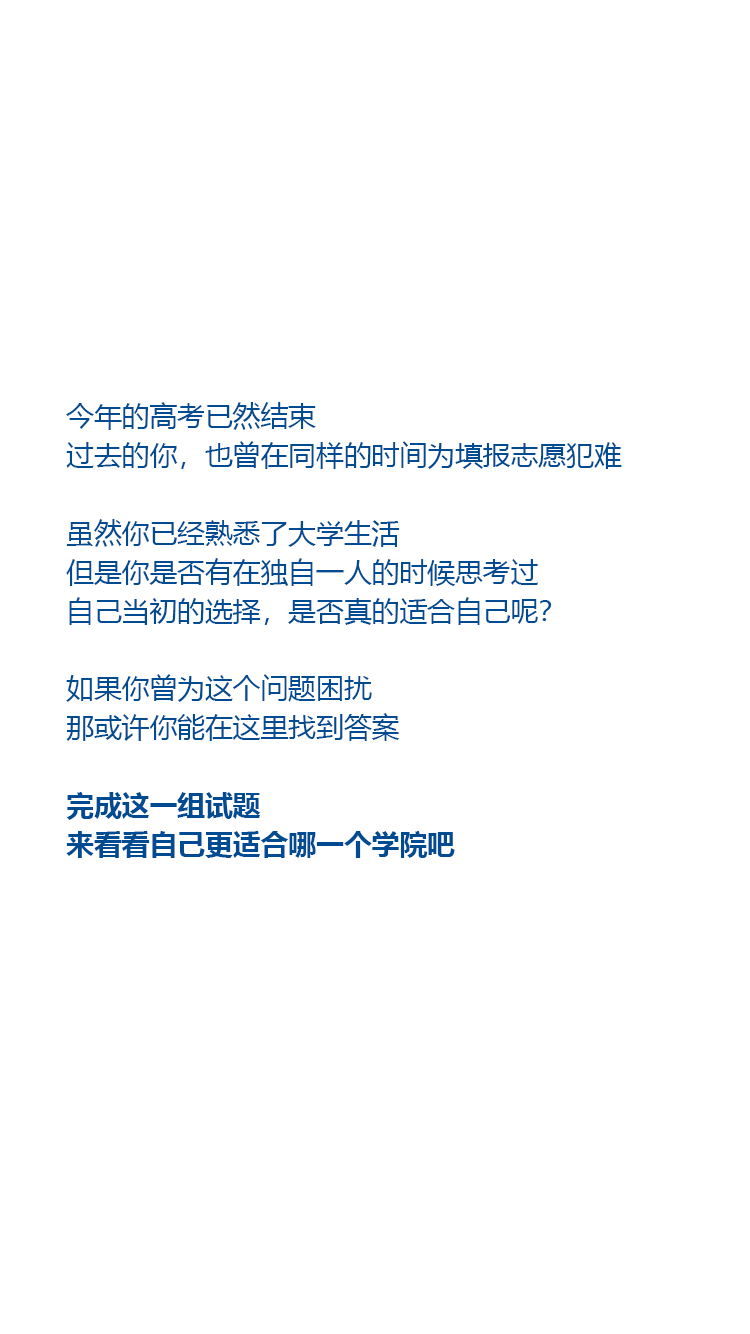 今年的高考已然结束
过去的你，也曾在同样的时间为填报志愿犯难
虽然你已经熟悉了大学生活
但是你是否有在独自一人的时候思考过
自己当初的选择，是否真的适合自己呢？
如果你曾为这个问题困扰
那或许你能在这里找到答案
完成这一组试题
来看看自己更适合哪一个学院吧